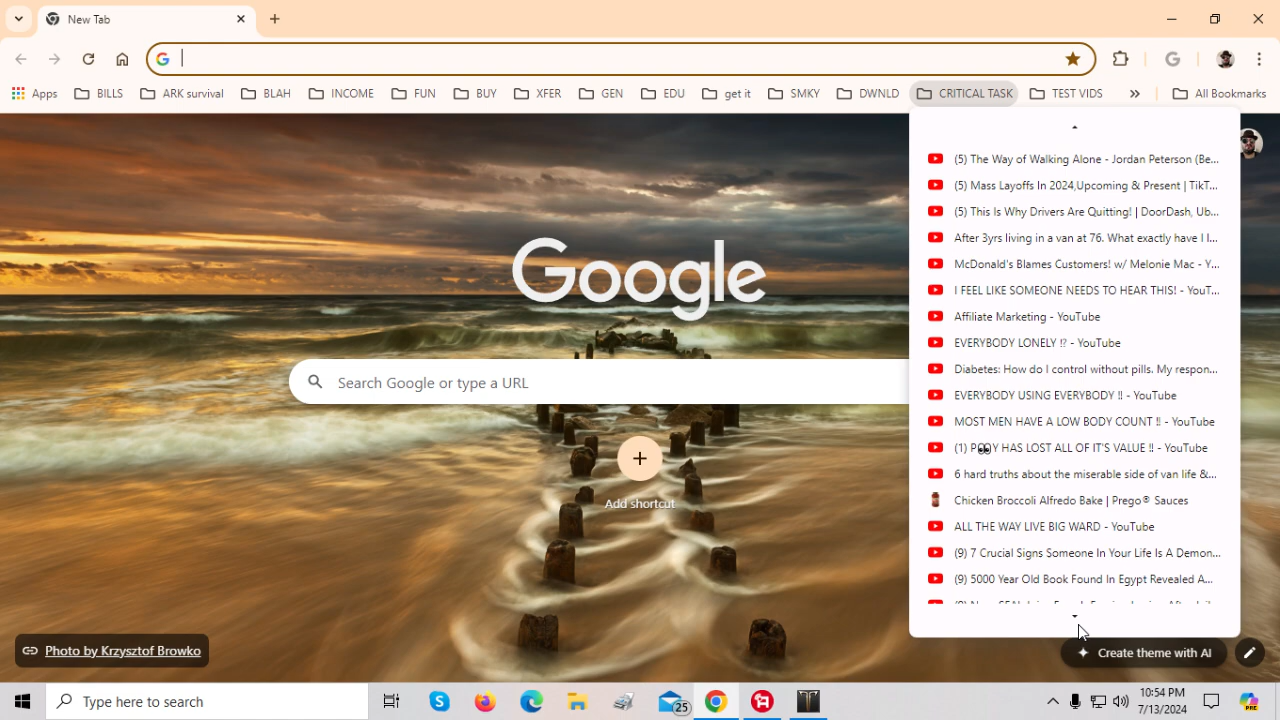 New Tab
Apps BILLS ARK survival BLAH INCOME FUN BUY XFER GEN EDU get it SMKY DWNLD CRITICAL TASK TEST VIDS » All Bookmarks
(5) The Way of Walking Alone - Jordan Peterson (Be...
(5) Mass Layoffs In 2024,Upcoming & Present | TikT...
(5) This Is Why Drivers Are Quitting! | DoorDash, Ub...
After 3yrs living in a van at 76. What exactly have I l...
McDonald's Blames Customers! w/ Melonie Mac - Y...
I FEEL LIKE SOMEONE NEEDS TO HEAR THIS! - YouT...
Affiliate Marketing - YouTube
EVERYBODY LONELY !? - YouTube
Diabetes: How do I control without pills. My respon...
EVERYBODY USING EVERYBODY !! - YouTube
MOST MEN HAVE A LOW BODY COUNT !! - YouTube
(1) P👀Y HAS LOST ALL OF IT'S VALUE !! - YouTube
6 hard truths about the miserable side of van life &...
Chicken Broccoli Alfredo Bake | Prego® Sauces
ALL THE WAY LIVE BIG WARD - YouTube
(9) 7 Crucial Signs Someone In Your Life Is A Demon...
(9) 5000 Year Old Book Found In Egypt Revealed A...
Google
Search Google or type a URL
Add shortcut
Photo by Krzysztof Browko
Create theme with AI
Type here to search
25
10:54 PM
7/13/2024